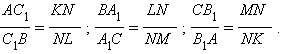 AC₁/C₁B = KN/NL ; BA₁/A₁C = LN/NM ; CB₁/B₁A = MN/NK .